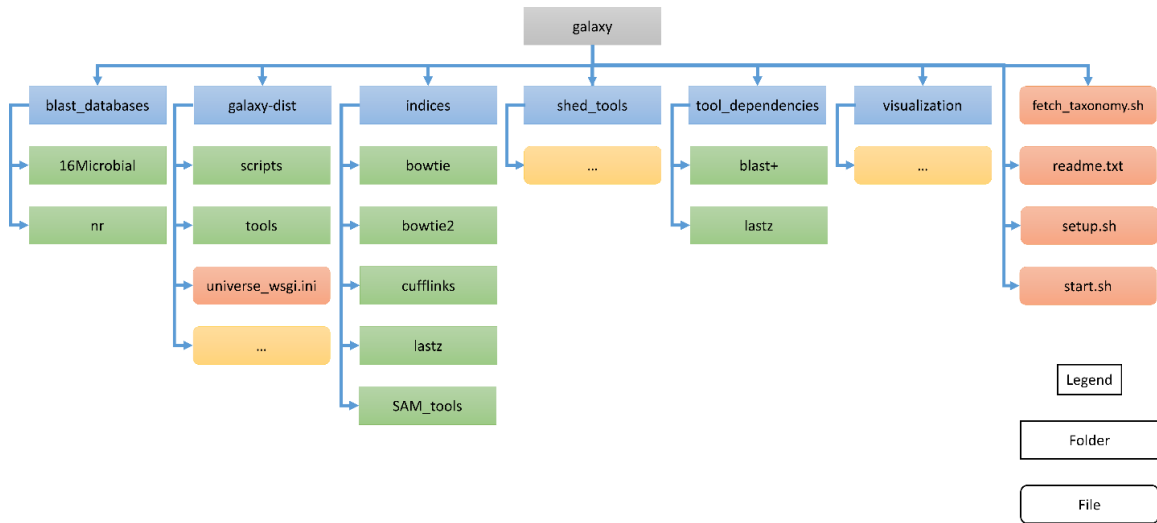 galaxy
blast_databases
galaxy-dist
indices
shed_tools
tool_dependencies
visualization
fetch_taxonomy.sh
16Microbial
scripts
bowtie
...
blast+
...
readme.txt
nr
tools
bowtie2
lastz
setup.sh
universe_wsgi.ini
cufflinks
start.sh
...
lastz
SAM_tools
Legend
Folder
File